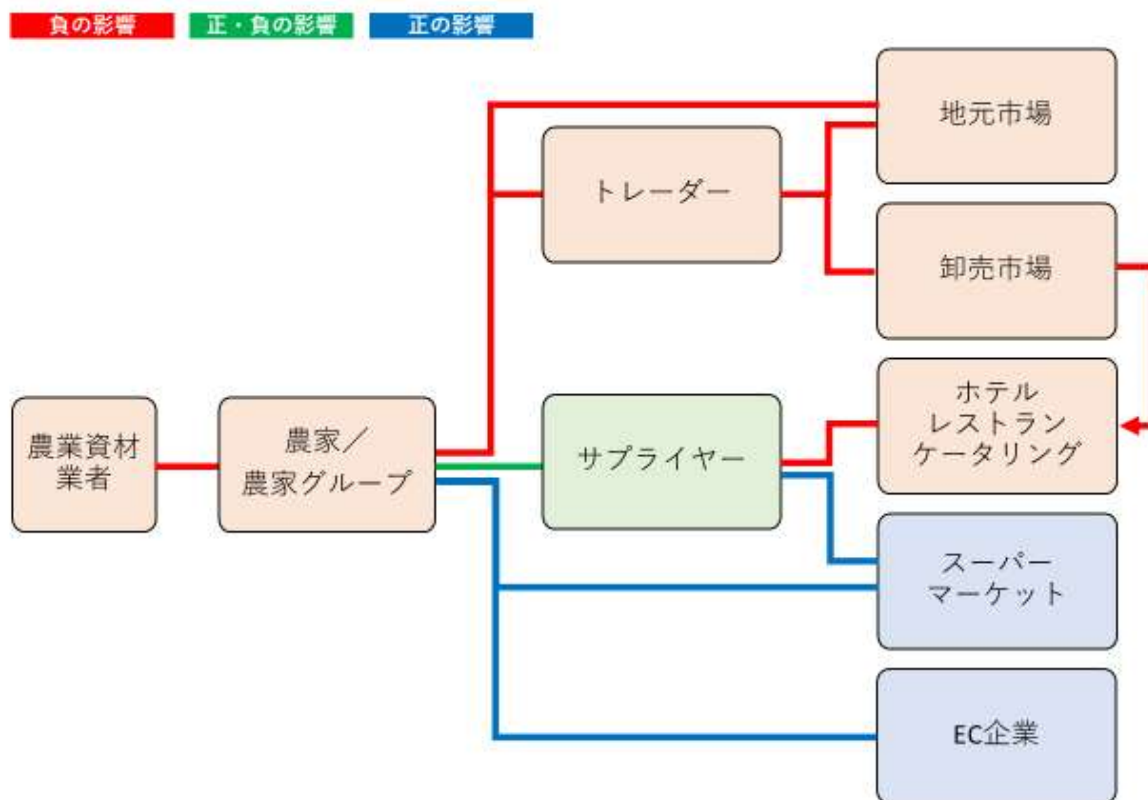 負の影響
正・負の影響
正の影響
地元市場
トレーダー
卸売市場
ホテル
レストラン
ケータリング
農業資材
業者
農家／
農家グループ
サプライヤー
スーパー
マーケット
EC企業